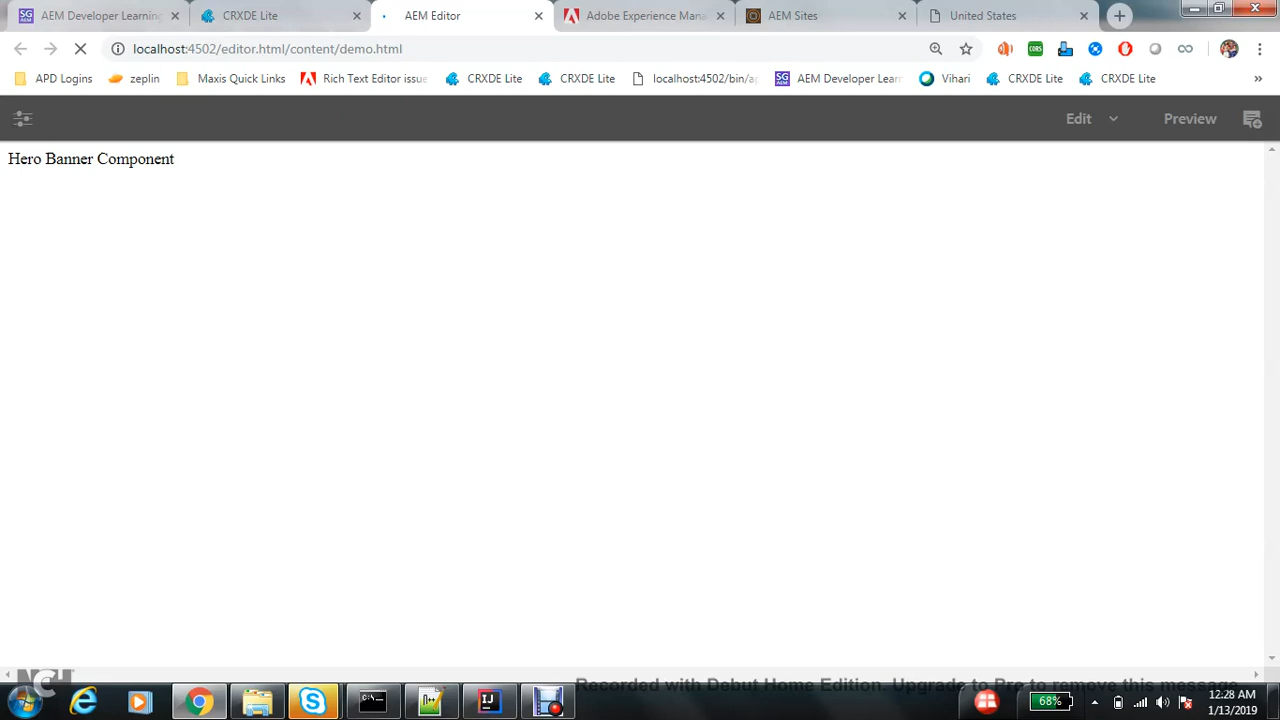 AEM Developer Learning
CRXDE Lite
AEM Editor
Adobe Experience Mana
AEM Sites
United States
localhost:4502/editor.html/content/demo.html
CORS
APD Logins
zeplin
Maxis Quick Links
Rich Text Editor issue
CRXDE Lite
CRXDE Lite
localhost:4502/bin/a
AEM Developer Learn
Vihari
CRXDE Lite
CRXDE Lite
»
Edit
Preview
Hero Banner Component
NCH
Recorded with Debut Home Edition. Upgrade to Pro to remove this message
68%
12:28 AM
1/13/2019